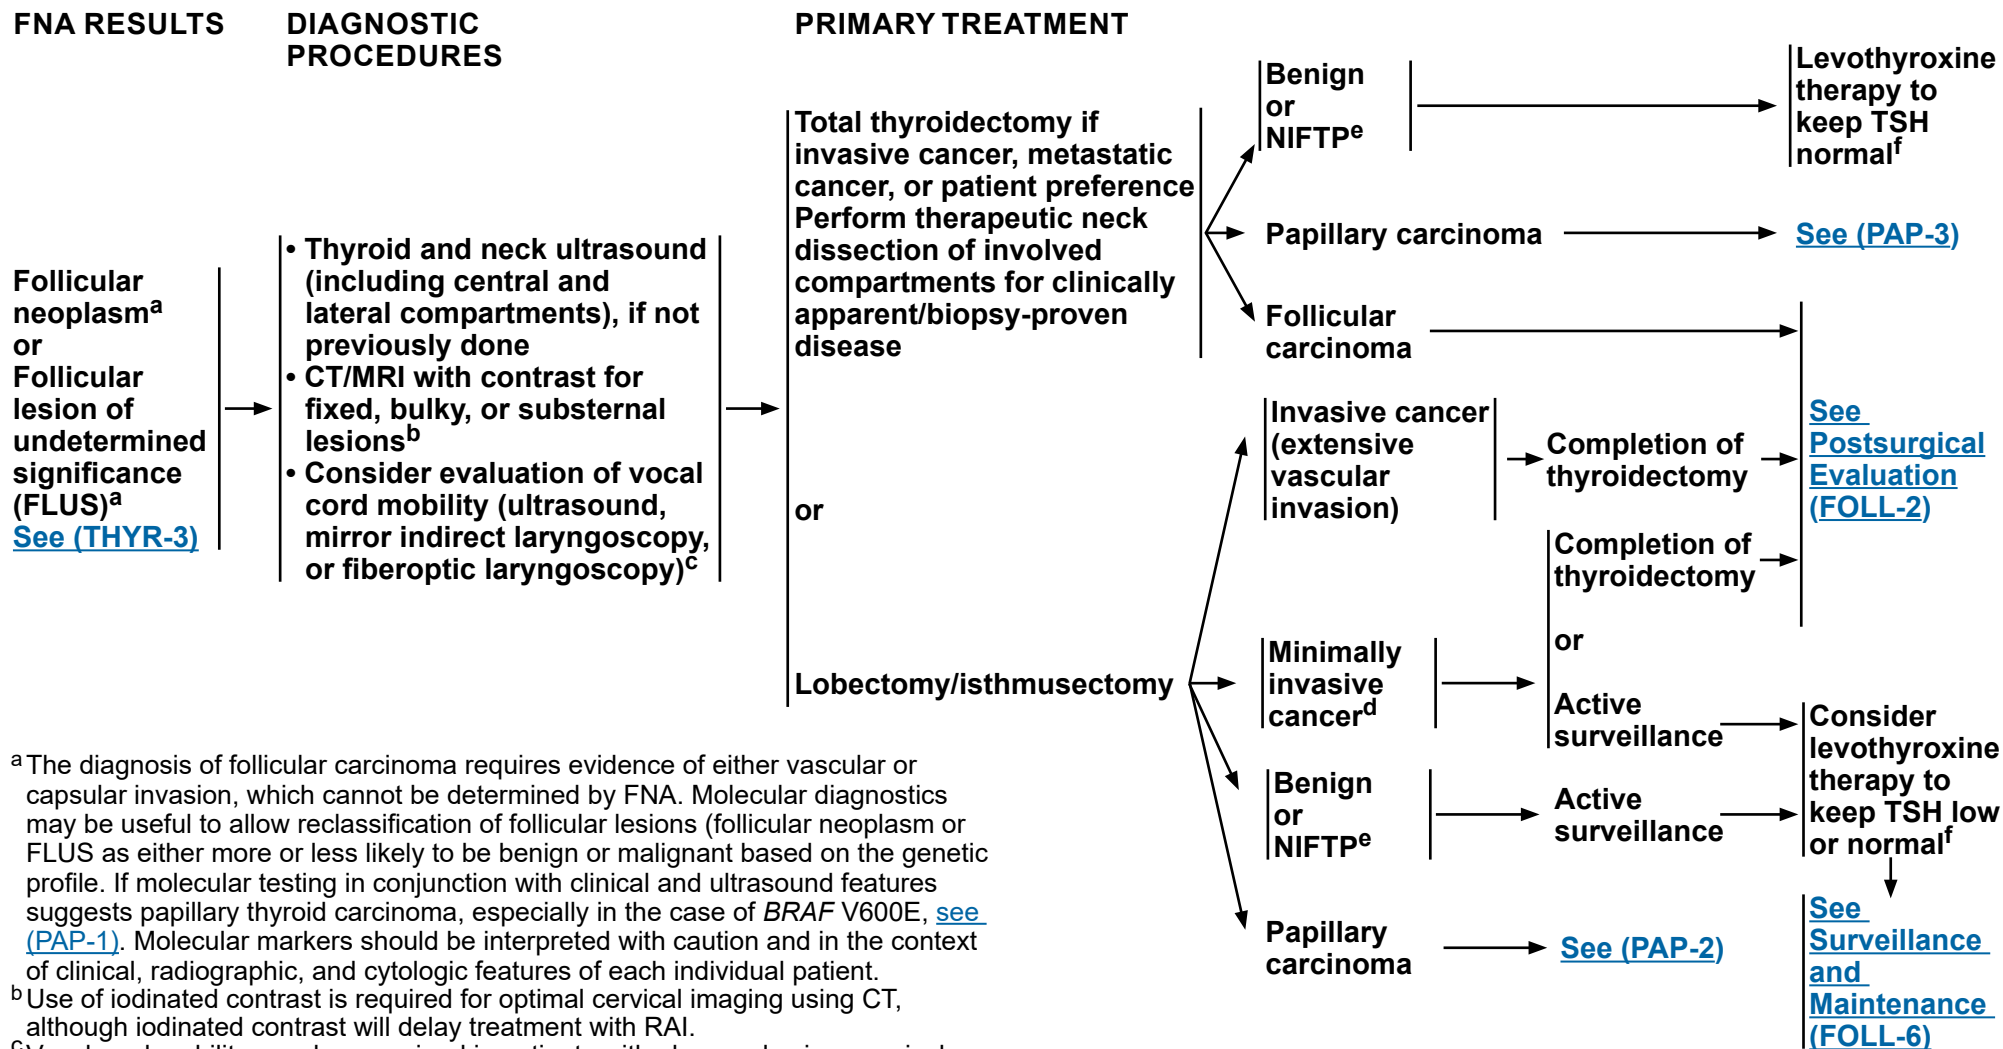 FNA RESULTS
DIAGNOSTIC
PROCEDURES
PRIMARY TREATMENT
Follicular
neoplasmᵃ
or
Follicular
lesion of
undetermined
significance
(FLUS)ᵃ
See (THYR-3)
• Thyroid and neck ultrasound
(including central and
lateral compartments), if not
previously done
• CT/MRI with contrast for
fixed, bulky, or substernal
lesionsᵇ
• Consider evaluation of vocal
cord mobility (ultrasound,
mirror indirect laryngoscopy,
or fiberoptic laryngoscopy)ᶜ
Total thyroidectomy if
invasive cancer, metastatic
cancer, or patient preference
Perform therapeutic neck
dissection of involved
compartments for clinically
apparent/biopsy-proven
disease
or
Lobectomy/isthmusectomy
Benign
or
NIFTPᵉ
Levothyroxine
therapy to
keep TSH
normalᶠ
Papillary carcinoma
See (PAP-3)
Follicular
carcinoma
Invasive cancer
(extensive
vascular
invasion)
Completion of
thyroidectomy
See
Postsurgical
Evaluation
(FOLL-2)
Minimally
invasive
cancerᵈ
Completion of
thyroidectomy
or
Active
surveillance
Benign
or
NIFTPᵉ
Active
surveillance
Consider
levothyroxine
therapy to
keep TSH low
or normalᶠ
Papillary
carcinoma
See (PAP-2)
See
Surveillance
and
Maintenance
(FOLL-6)
ᵃ The diagnosis of follicular carcinoma requires evidence of either vascular or
capsular invasion, which cannot be determined by FNA. Molecular diagnostics
may be useful to allow reclassification of follicular lesions (follicular neoplasm or
FLUS as either more or less likely to be benign or malignant based on the genetic
profile. If molecular testing in conjunction with clinical and ultrasound features
suggests papillary thyroid carcinoma, especially in the case of BRAF V600E, see
(PAP-1). Molecular markers should be interpreted with caution and in the context
of clinical, radiographic, and cytologic features of each individual patient.
ᵇ Use of iodinated contrast is required for optimal cervical imaging using CT,
although iodinated contrast will delay treatment with RAI.